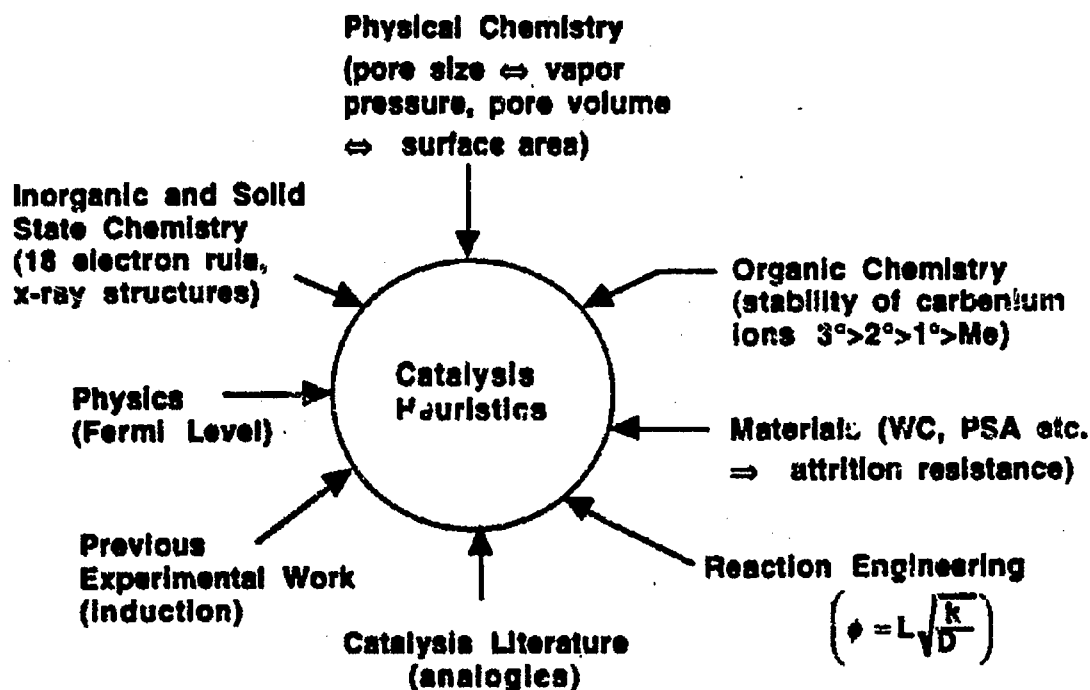 Physical Chemistry
(pore size ⇔ vapor
pressure, pore volume
⇔ surface area)
Inorganic and Solid
State Chemistry
(18 electron rule,
x-ray structures)
Organic Chemistry
(stability of carbenium
ions 3°>2°>1°>Me)
Physics
(Fermi Level)
Catalysis
Heuristics
Materials (WC, PSA etc.
⇒ attrition resistance)
Previous
Experimental Work
(induction)
Reaction Engineering
(ϕ = L√(k/D))
Catalysis Literature
(analogies)